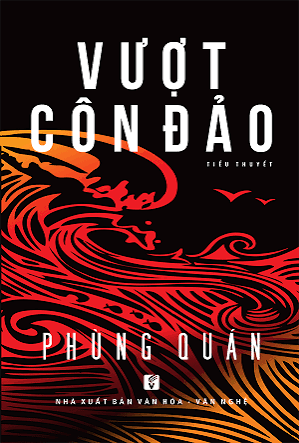 VƯỢT
CÔN ĐẢO
TIỂU THUYẾT
PHÙNG QUÁN
NHÀ XUẤT BẢN VĂN HÓA - VĂN NGHỆ